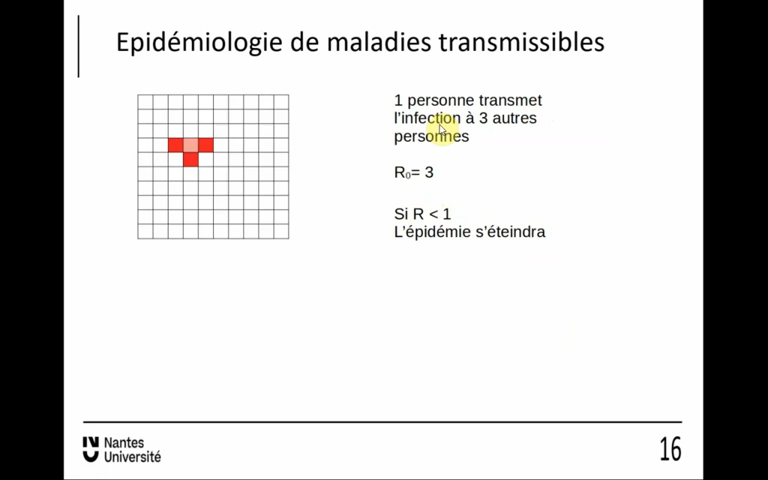 Epidémiologie de maladies transmissibles
1 personne transmet
l'infection à 3 autres
personnes
R₀= 3
Si R < 1
L'épidémie s'éteindra
Nantes
Université
16